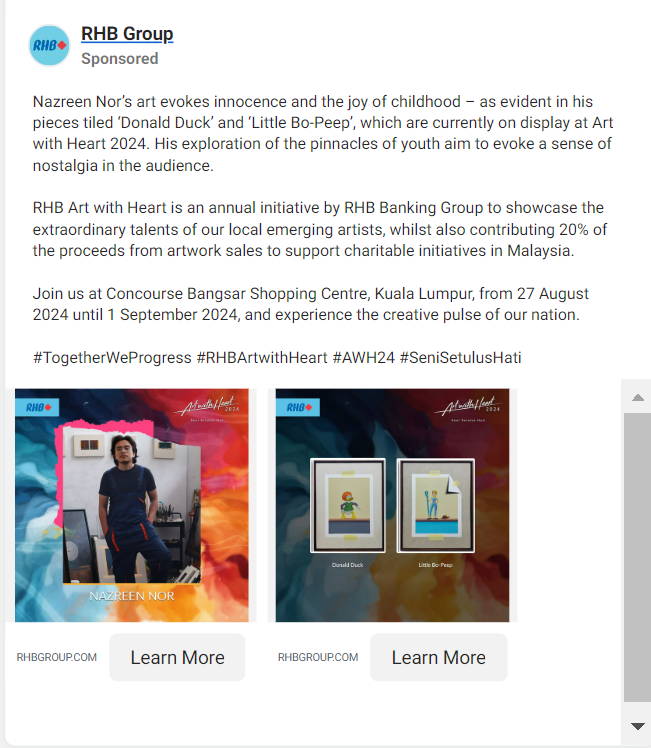 RHB
RHB Group
Sponsored
Nazreen Nor’s art evokes innocence and the joy of childhood – as evident in his
pieces tiled ‘Donald Duck’ and ‘Little Bo-Peep’, which are currently on display at Art
with Heart 2024. His exploration of the pinnacles of youth aim to evoke a sense of
nostalgia in the audience.
RHB Art with Heart is an annual initiative by RHB Banking Group to showcase the
extraordinary talents of our local emerging artists, whilst also contributing 20% of
the proceeds from artwork sales to support charitable initiatives in Malaysia.
Join us at Concourse Bangsar Shopping Centre, Kuala Lumpur, from 27 August
2024 until 1 September 2024, and experience the creative pulse of our nation.
#TogetherWeProgress #RHBArtwithHeart #AWH24 #SeniSetulusHati
RHB
Art with Heart
2024
NAZREEN NOR
RHBGROUP.COM
Learn More
RHB
Art with Heart
2024
Donald Duck
Little Bo-Peep
RHBGROUP.COM
Learn More